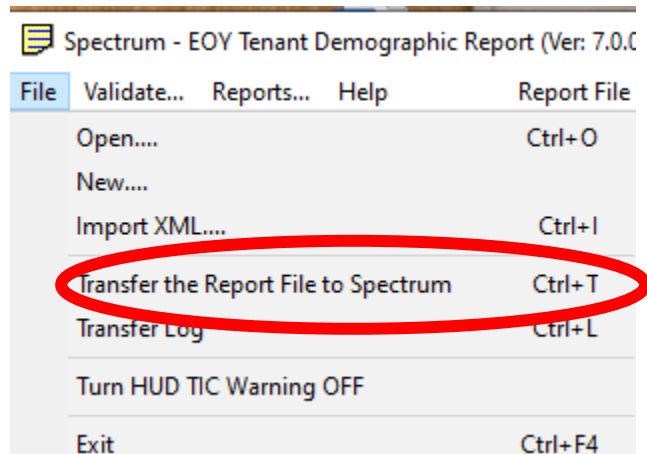 Spectrum - EOY Tenant Demographic Report (Ver: 7.0.0
File Validate... Reports... Help Report File
Open.... Ctrl+O
New....
Import XML.... Ctrl+I
Transfer the Report File to Spectrum Ctrl+T
Transfer Log Ctrl+L
Turn HUD TIC Warning OFF
Exit Ctrl+F4